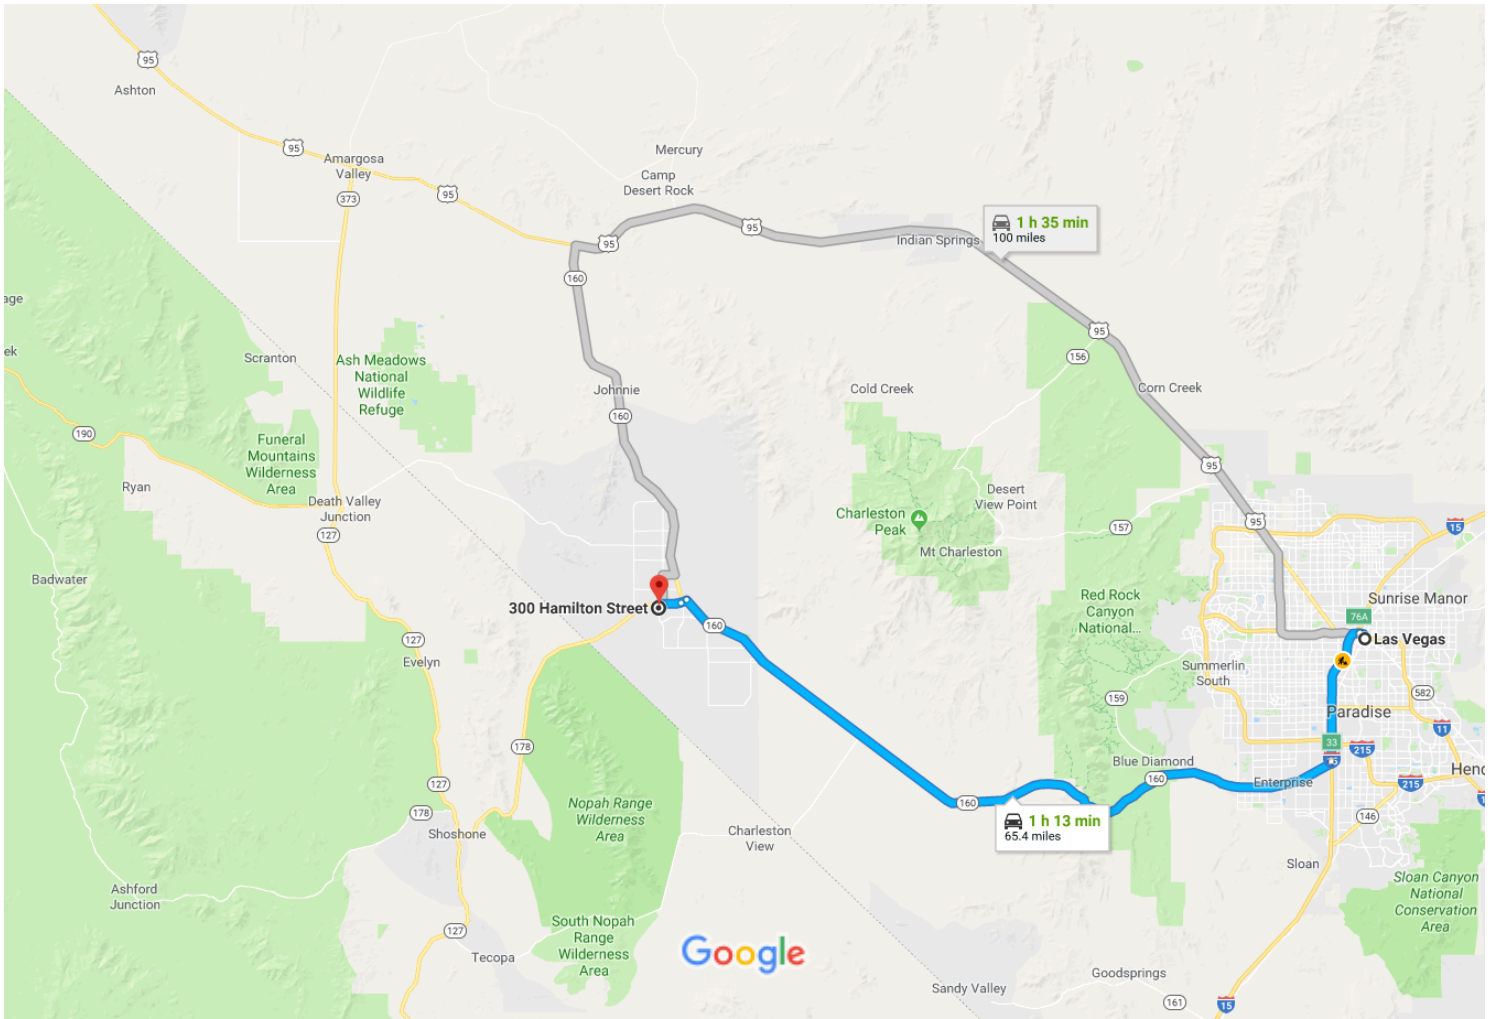 95
Ashton
95
Amargosa
Valley
373
95
Mercury
Camp
Desert Rock
95
95
Indian Springs
1 h 35 min
100 miles
160
age
ek
Scranton
Ash Meadows
National
Wildlife
Refuge
Johnnie
160
Cold Creek
156
95
Corn Creek
190
Funeral
Mountains
Wilderness
Area
Ryan
Death Valley
Junction
127
95
Desert
View Point
Charleston
Peak
Mt Charleston
157
95
15
Badwater
300 Hamilton Street
160
Red Rock
Canyon
National...
Sunrise Manor
76A
Las Vegas
127
Evelyn
Summerlin
South
159
582
Paradise
11
33
215
15
178
Blue Diamond
160
Enterprise
Hend
215
127
178
Shoshone
Nopah Range
Wilderness
Area
160
1 h 13 min
65.4 miles
Charleston
View
146
Sloan
Ashford
Junction
127
Tecopa
South Nopah
Range
Wilderness
Area
Google
Sloan Canyon
National
Conservation
Area
Goodsprings
Sandy Valley
161
15